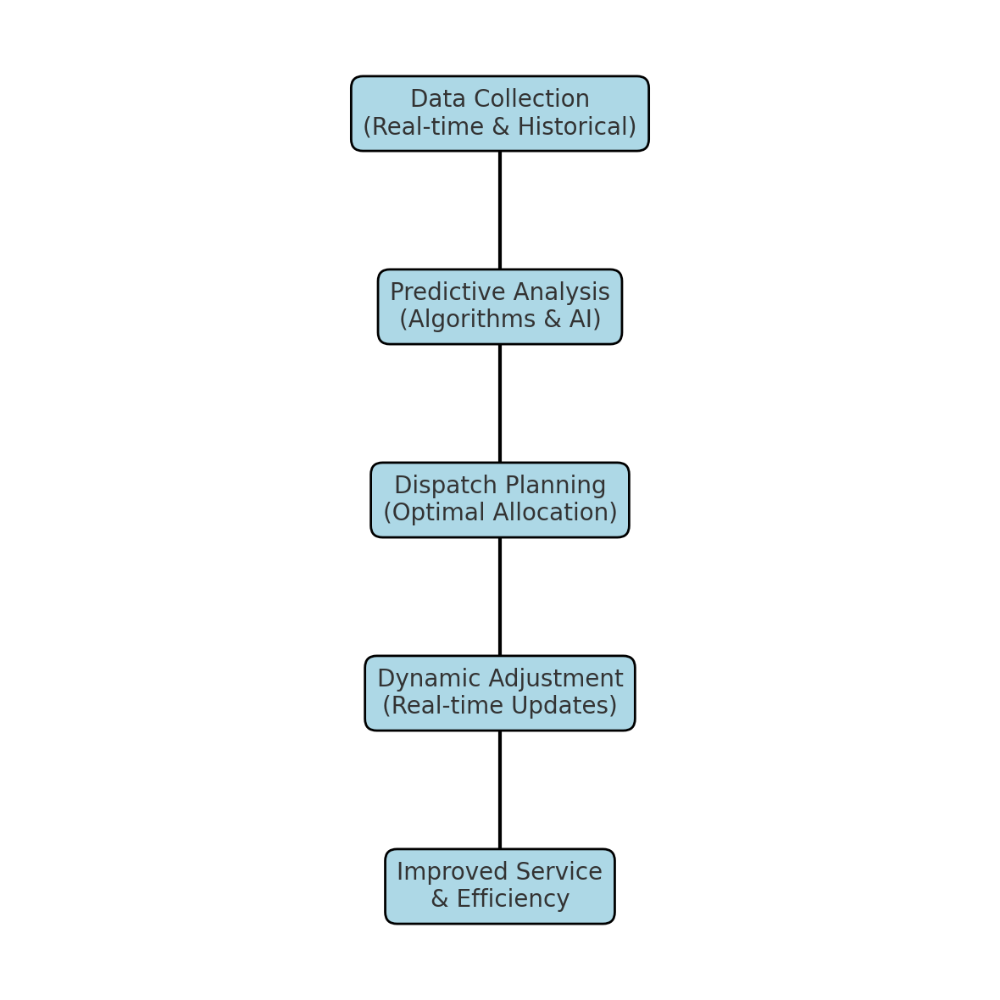 Data Collection
(Real-time & Historical)
Predictive Analysis
(Algorithms & AI)
Dispatch Planning
(Optimal Allocation)
Dynamic Adjustment
(Real-time Updates)
Improved Service
& Efficiency